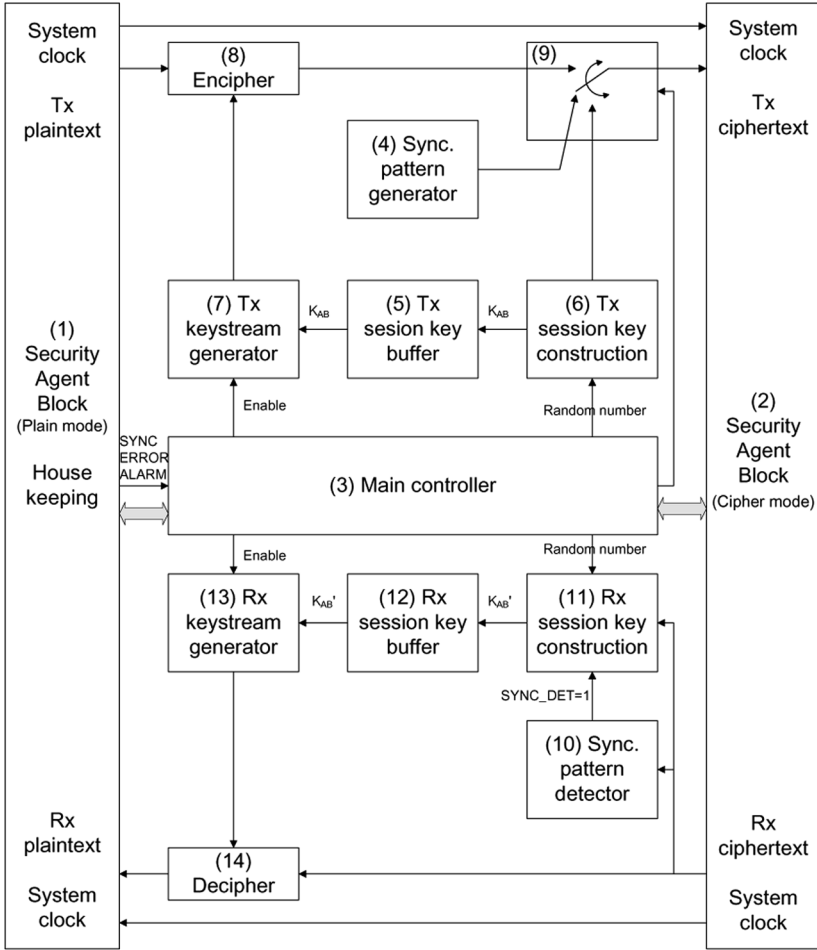 System
clock
Tx
plaintext
(1)
Security
Agent
Block
(Plain mode)
House
keeping
Rx
plaintext
System
clock
(8)
Encipher
(9)
(4) Sync.
pattern
generator
(7) Tx
keystream
generator
K_AB
(5) Tx
sesion key
buffer
K_AB
(6) Tx
session key
construction
Enable
Random number
SYNC
ERROR
ALARM
(3) Main controller
Enable
Random number
(13) Rx
keystream
generator
K_AB'
(12) Rx
session key
buffer
K_AB'
(11) Rx
session key
construction
SYNC_DET=1
(10) Sync.
pattern
detector
(14)
Decipher
System
clock
Tx
ciphertext
(2)
Security
Agent
Block
(Cipher mode)
Rx
ciphertext
System
clock